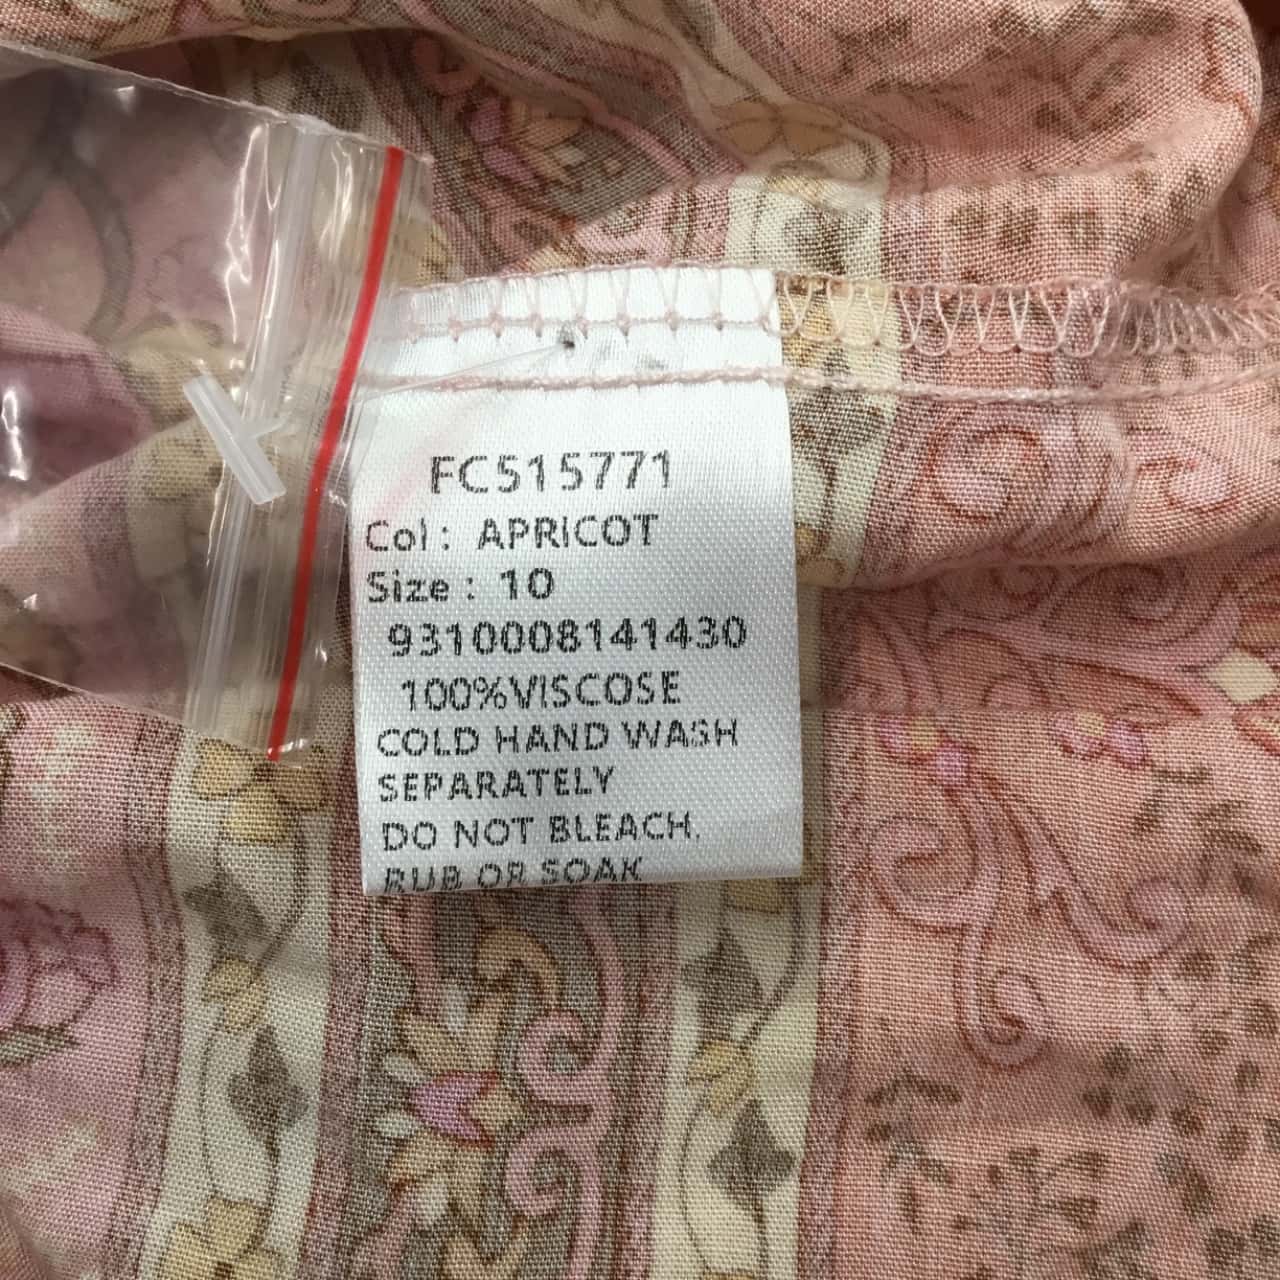 FC515771
Col : APRICOT
Size : 10
9310008141430
100%VISCOSE
COLD HAND WASH
SEPARATELY
DO NOT BLEACH.
RUB OR SOAK